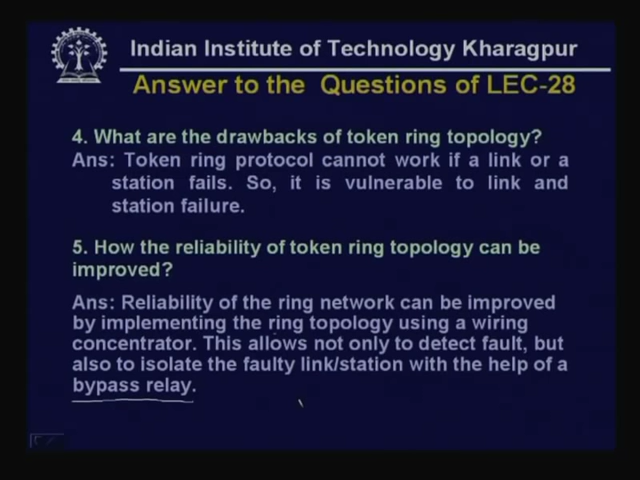 Indian Institute of Technology Kharagpur
Answer to the Questions of LEC-28
4. What are the drawbacks of token ring topology?
Ans: Token ring protocol cannot work if a link or a
station fails. So, it is vulnerable to link and
station failure.
5. How the reliability of token ring topology can be
improved?
Ans: Reliability of the ring network can be improved
by implementing the ring topology using a wiring
concentrator. This allows not only to detect fault, but
also to isolate the faulty link/station with the help of a
bypass relay.